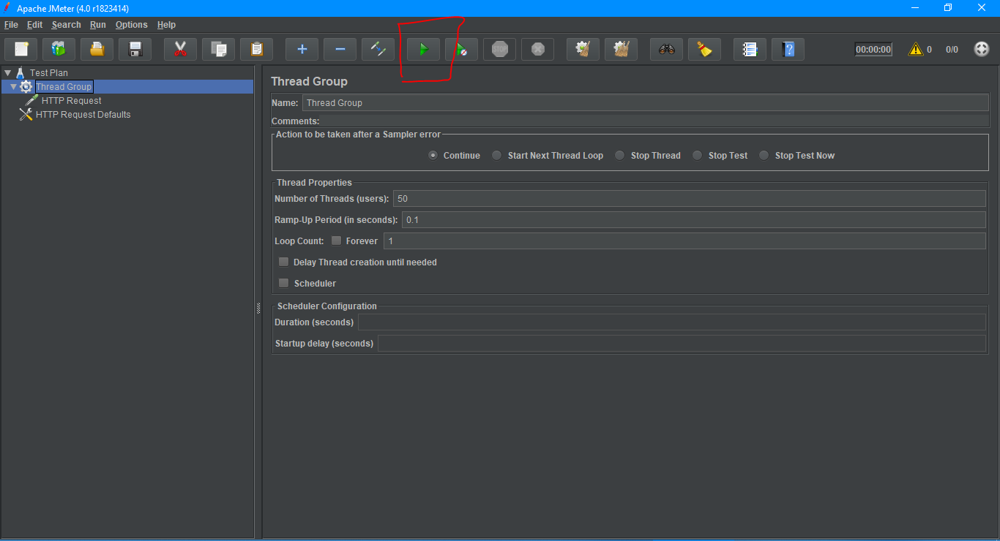 Apache JMeter (4.0 r1823414)
File Edit Search Run Options Help
STOP 00:00:00 0 0/0
Test Plan
Thread Group
HTTP Request
HTTP Request Defaults
Thread Group
Name: Thread Group
Comments:
Action to be taken after a Sampler error
Continue Start Next Thread Loop Stop Thread Stop Test Stop Test Now
Thread Properties
Number of Threads (users): 50
Ramp-Up Period (in seconds): 0.1
Loop Count: Forever 1
Delay Thread creation until needed
Scheduler
Scheduler Configuration
Duration (seconds)
Startup delay (seconds)